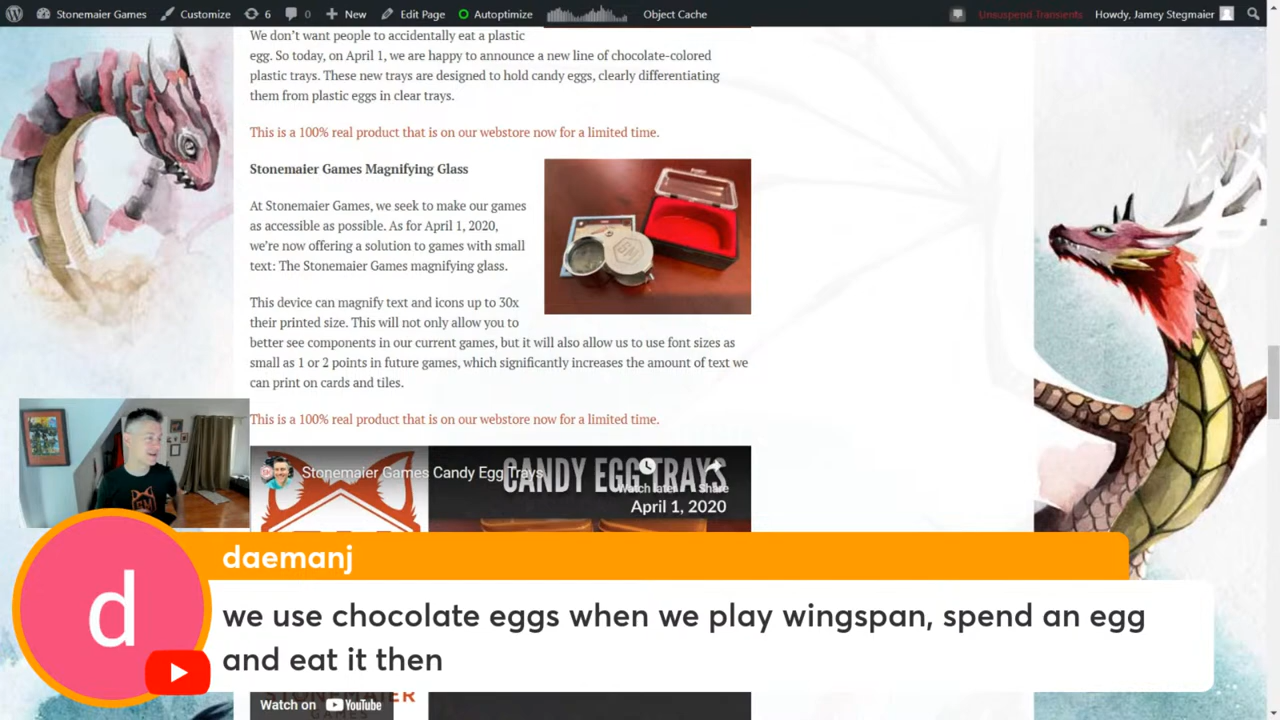 Stonemaier Games
Customize
6
0
New
Edit Page
Autoptimize
Object Cache
Unsuspend Transients
Howdy, Jamey Stegmaier
We don't want people to accidentally eat a plastic
egg. So today, on April 1, we are happy to announce a new line of chocolate-colored
plastic trays. These new trays are designed to hold candy eggs, clearly differentiating
them from plastic eggs in clear trays.
This is a 100% real product that is on our webstore now for a limited time.
Stonemaier Games Magnifying Glass
At Stonemaier Games, we seek to make our games
as accessible as possible. As for April 1, 2020,
we're now offering a solution to games with small
text: The Stonemaier Games magnifying glass.
This device can magnify text and icons up to 30x
their printed size. This will not only allow you to
better see components in our current games, but it will also allow us to use font sizes as
small as 1 or 2 points in future games, which significantly increases the amount of text we
can print on cards and tiles.
This is a 100% real product that is on our webstore now for a limited time.
Stonemaier Games Candy Egg Trays
CANDY EGG TRAYS
Watch later
Share
April 1, 2020
d
daemanj
we use chocolate eggs when we play wingspan, spend an egg
and eat it then
STONEMAIER
GAMES
Watch on YouTube